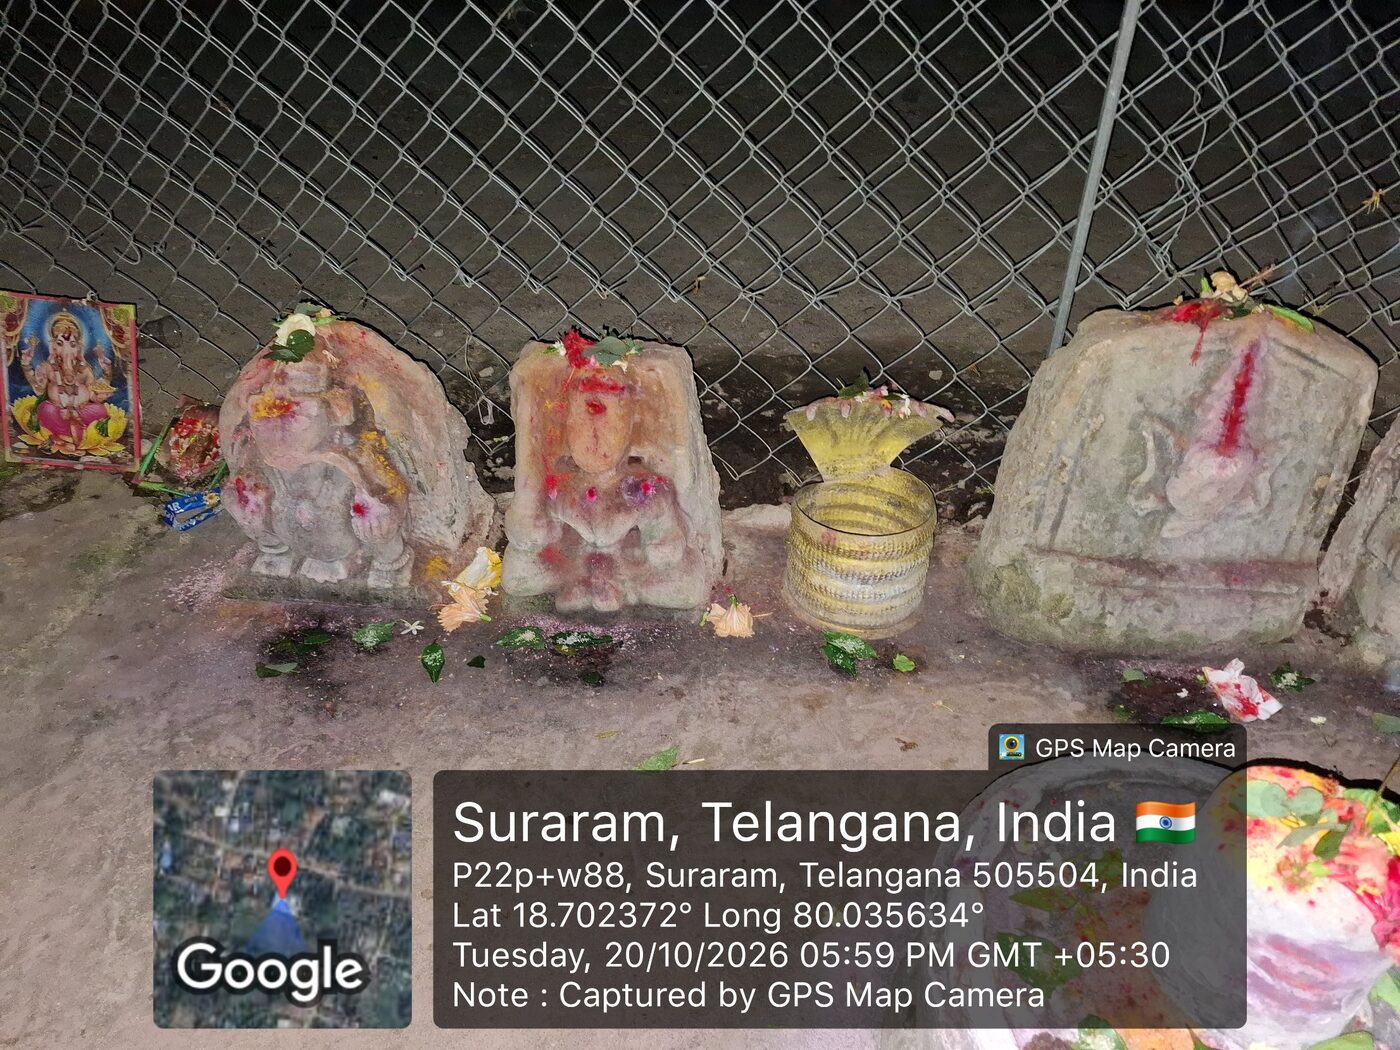 GPS Map Camera
Suraram, Telangana, India
P22p+w88, Suraram, Telangana 505504, India
Lat 18.702372° Long 80.035634°
Tuesday, 20/10/2026 05:59 PM GMT +05:30
Note : Captured by GPS Map Camera
Google